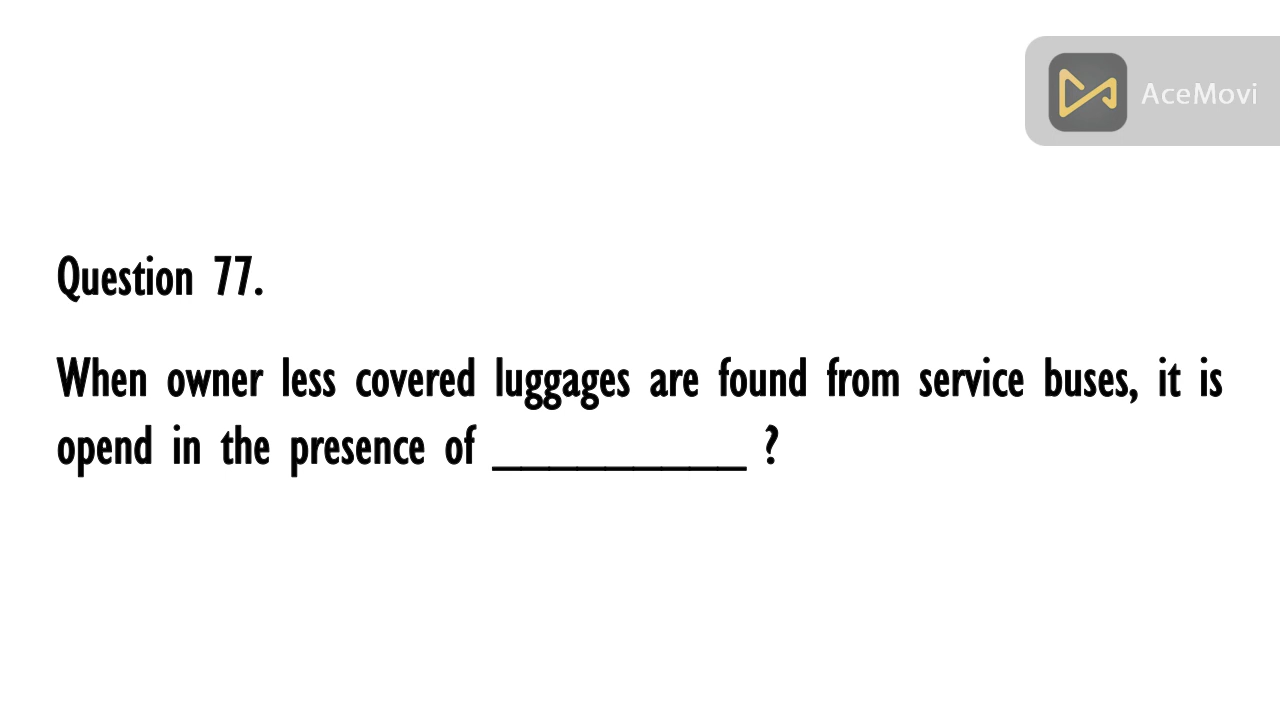 AceMovi
Question 77.
When owner less covered luggages are found from service buses, it is
opend in the presence of __________ ?